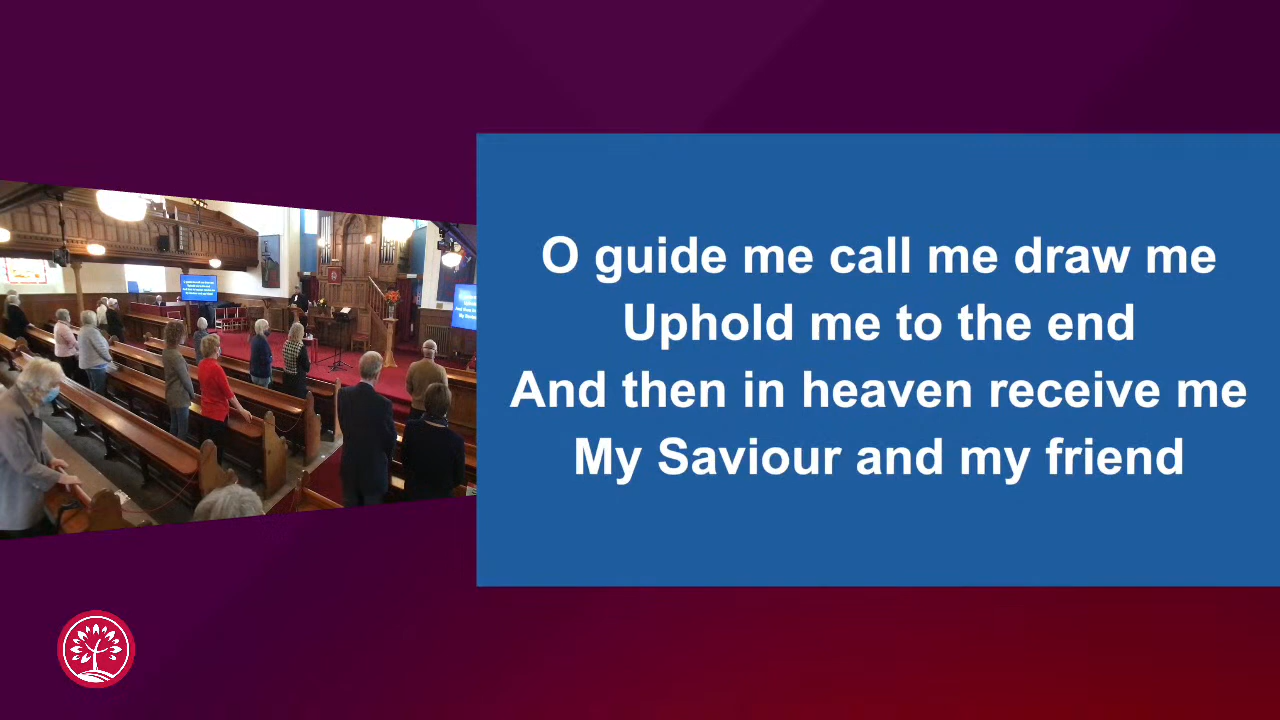 O guide me call me draw me
Uphold me to the end
And then in heaven receive me
My Saviour and my friend